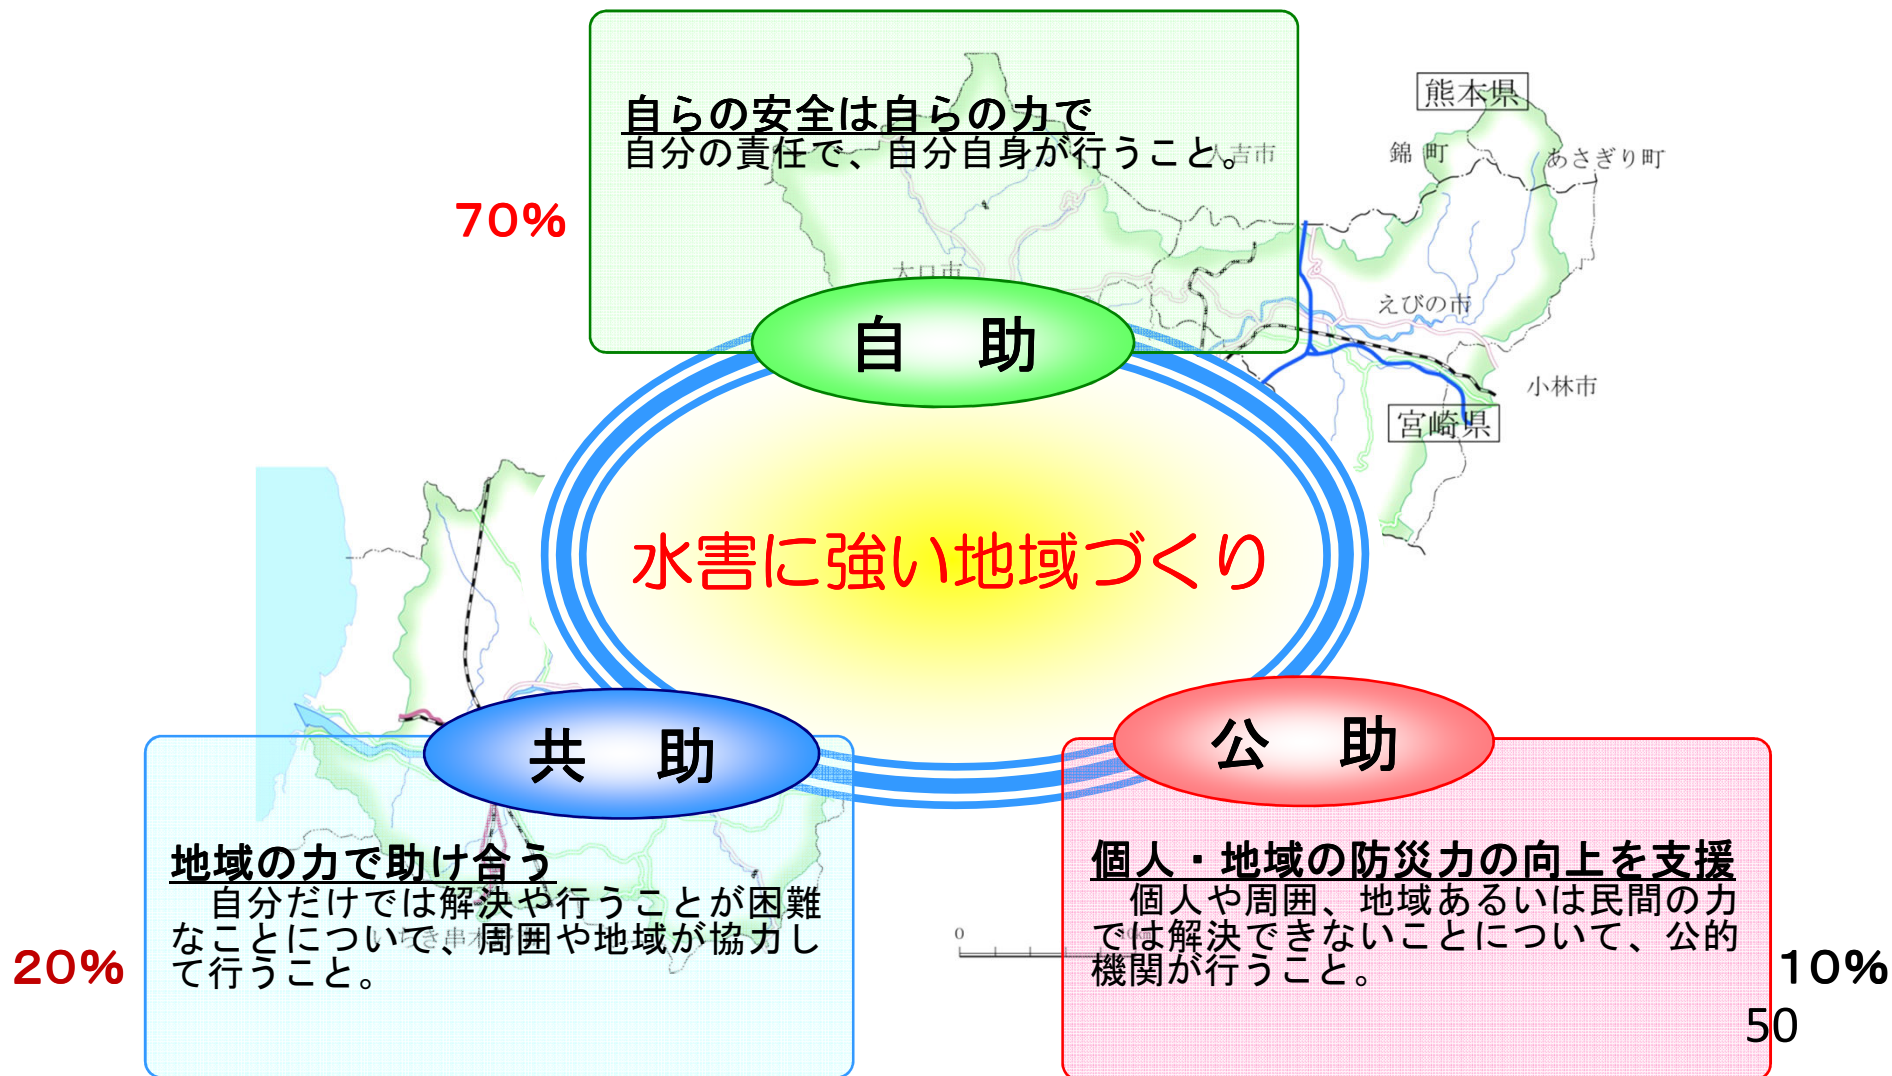 自らの安全は自らの力で
自分の責任で、自分自身が行うこと。
70%
熊本県
人吉市
錦 町
あさぎり町
大口市
えびの市
小林市
宮崎県
自　助
水害に強い地域づくり
共　助
公　助
地域の力で助け合う
　自分だけでは解決や行うことが困難
なことについて、周囲や地域が協力し
て行うこと。
20%
0
10km
個人・地域の防災力の向上を支援
　個人や周囲、地域あるいは民間の力
では解決できないことについて、公的
機関が行うこと。
10%
50